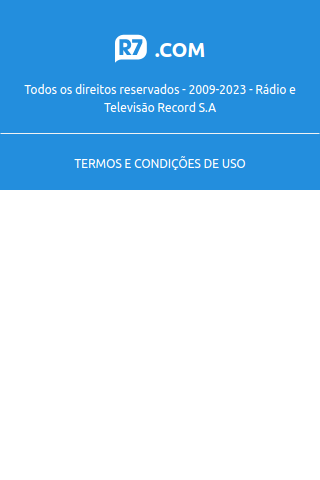 R7 .COM
Todos os direitos reservados - 2009-2023 - Rádio e
Televisão Record S.A
TERMOS E CONDIÇÕES DE USO